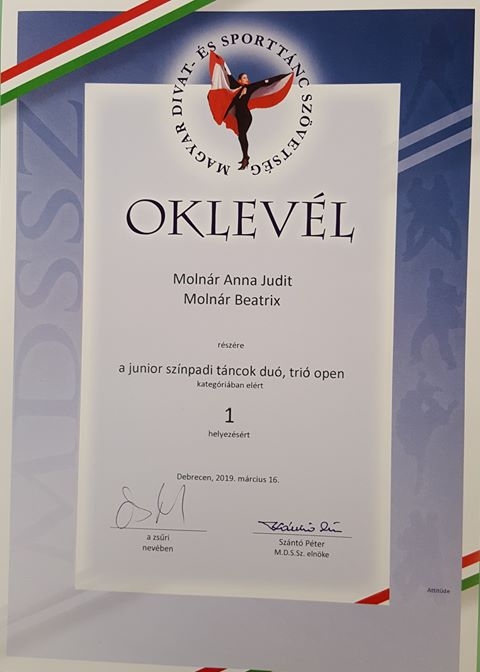 MAGYAR DIVAT- ÉS SPORTTÁNC SZÖVETSÉG
MDSSZ
OKLEVÉL
Molnár Anna Judit
Molnár Beatrix
részére
a junior színpadi táncok duó, trió open
kategóriában elért
1
helyezésért
Debrecen, 2019. március 16.
a zsűri
nevében
Szántó Péter
M.D.S.Sz. elnöke
Attitűde